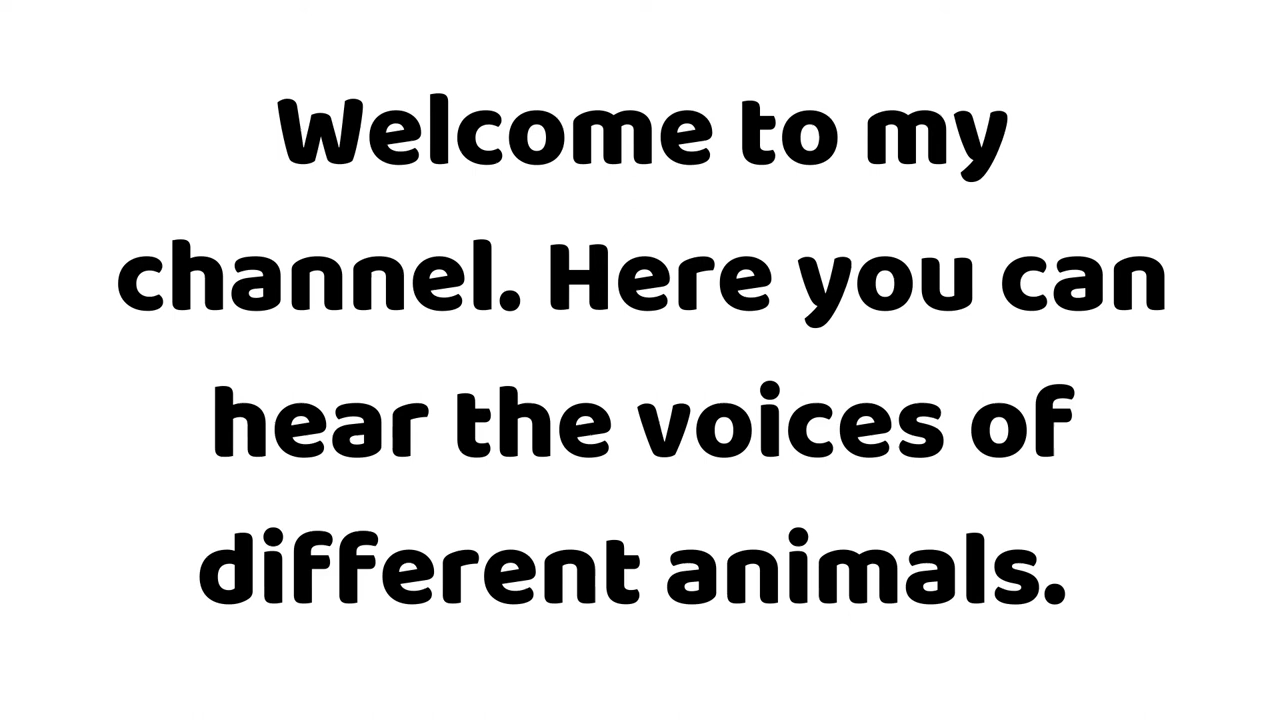 Welcome to my
channel. Here you can
hear the voices of
different animals.